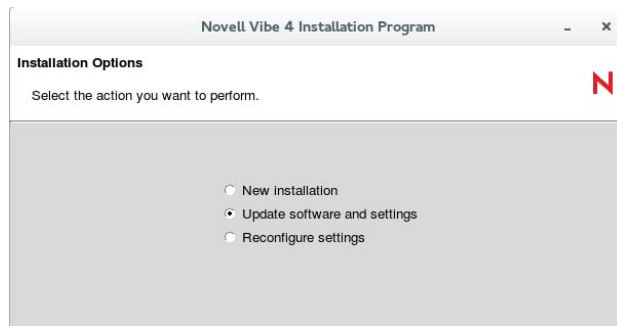 Novell Vibe 4 Installation Program
Installation Options
Select the action you want to perform.
N
New installation
Update software and settings
Reconfigure settings